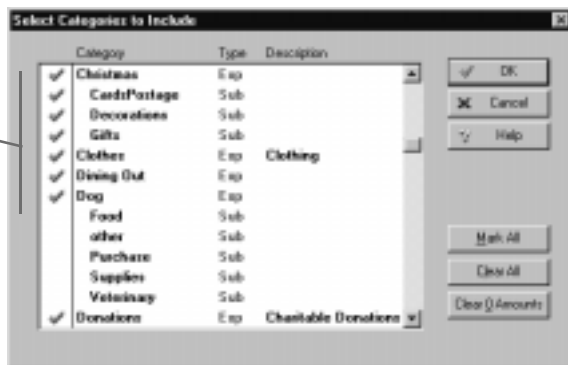 Select Categories to Include
Category Type Description
Christmas Exp
CardsPostage Sub
Decorations Sub
Gifts Sub
Clothes Exp Clothing
Dining Out Exp
Dog Exp
Food Sub
other Sub
Purchase Sub
Supplies Sub
Veterinary Sub
Donations Exp Charitable Donations
OK
Cancel
Help
Mark All
Clear All
Clear 0 Amounts